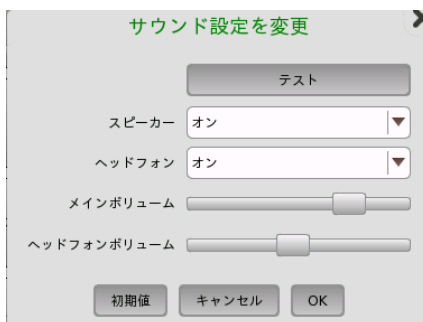 サウンド設定を変更
テスト
スピーカー オン
ヘッドフォン オン
メインボリューム
ヘッドフォンボリューム
初期値 キャンセル OK